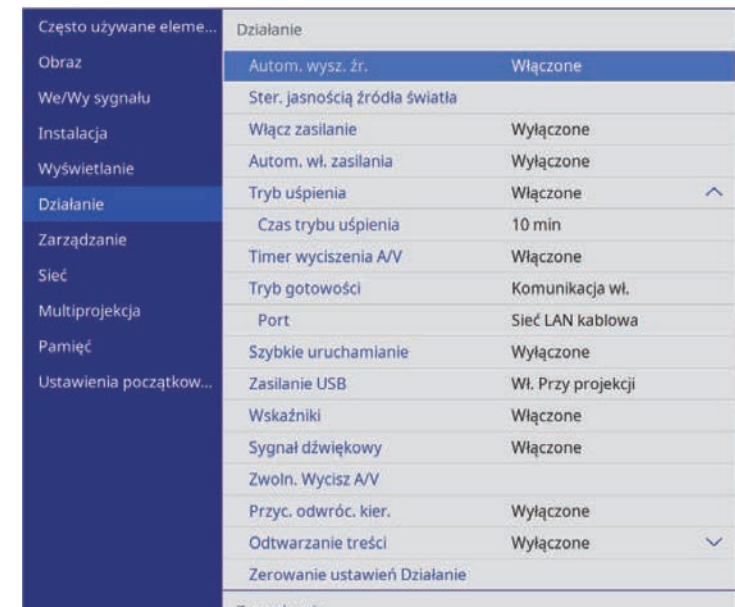 Często używane eleme...
Obraz
We/Wy sygnału
Instalacja
Wyświetlanie
Działanie
Zarządzanie
Sieć
Multiprojekcja
Pamięć
Ustawienia początkow...
Działanie
Autom. wysz. źr. Włączone
Ster. jasnością źródła światła
Włącz zasilanie Wyłączone
Autom. wł. zasilania Wyłączone
Tryb uśpienia Włączone
Czas trybu uśpienia 10 min
Timer wyciszenia A/V Włączone
Tryb gotowości Komunikacja wł.
Port Sieć LAN kablowa
Szybkie uruchamianie Wyłączone
Zasilanie USB Wł. Przy projekcji
Wskaźniki Włączone
Sygnał dźwiękowy Włączone
Zwoln. Wycisz A/V
Przyc. odwróc. kier. Wyłączone
Odtwarzanie treści Wyłączone
Zerowanie ustawień Działanie